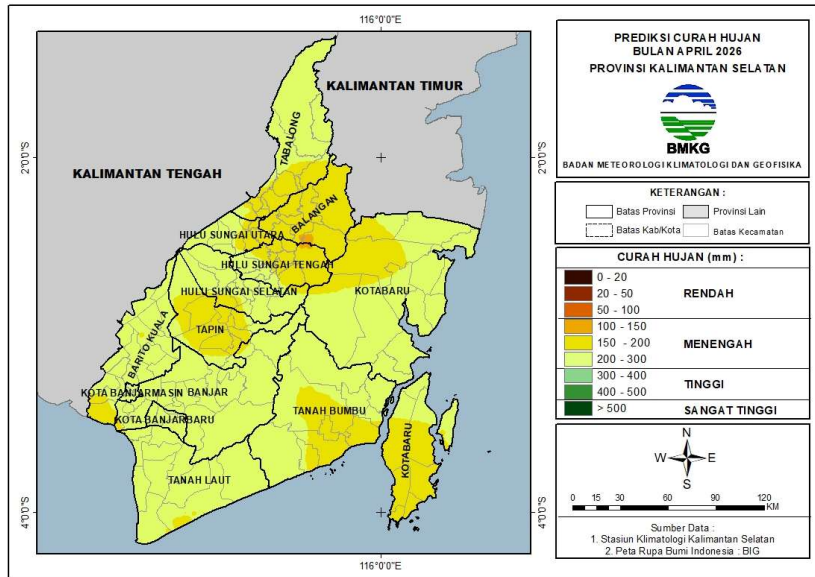 116°0'0"E
2°0'0"S
4°0'0"S
116°0'0"E
2°0'0"S
4°0'0"S
KALIMANTAN TIMUR
KALIMANTAN TENGAH
TABALONG
BALANGAN
HULU SUNGAI UTARA
HULU SUNGAI TENGAH
HULU SUNGAI SELATAN
KOTABARU
TAPIN
BARITO KUALA
KOTA BANJARMASIN
BANJAR
KOTA BANJARBARU
TANAH BUMBU
KOTABARU
TANAH LAUT
PREDIKSI CURAH HUJAN
BULAN APRIL 2026
PROVINSI KALIMANTAN SELATAN
BMKG
BADAN METEOROLOGI KLIMATOLOGI DAN GEOFISIKA
KETERANGAN :
Batas Provinsi
Provinsi Lain
Batas Kab/Kota
Batas Kecamatan
CURAH HUJAN (mm) :
0 - 20
20 - 50
RENDAH
50 - 100
100 - 150
150 - 200
MENENGAH
200 - 300
300 - 400
TINGGI
400 - 500
> 500
SANGAT TINGGI
N
W
E
S
0 15 30 60 90 120
KM
Sumber Data :
1. Stasiun Klimatologi Kalimantan Selatan
2. Peta Rupa Bumi Indonesia : BIG